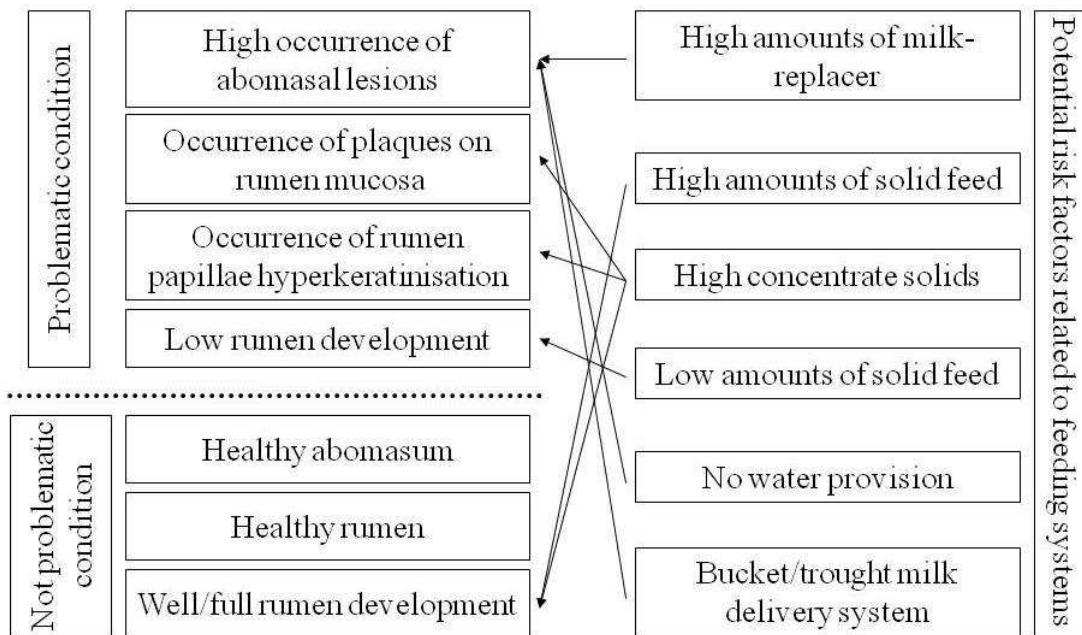 Problematic condition
High occurrence of
abomasal lesions
Occurrence of plaques on
rumen mucosa
Occurrence of rumen
papillae hyperkeratinisation
Low rumen development
Not problematic
condition
Healthy abomasum
Healthy rumen
Well/full rumen development
High amounts of milk-
replacer
High amounts of solid feed
High concentrate solids
Low amounts of solid feed
No water provision
Bucket/trought milk
delivery system
Potential risk factors related to feeding systems